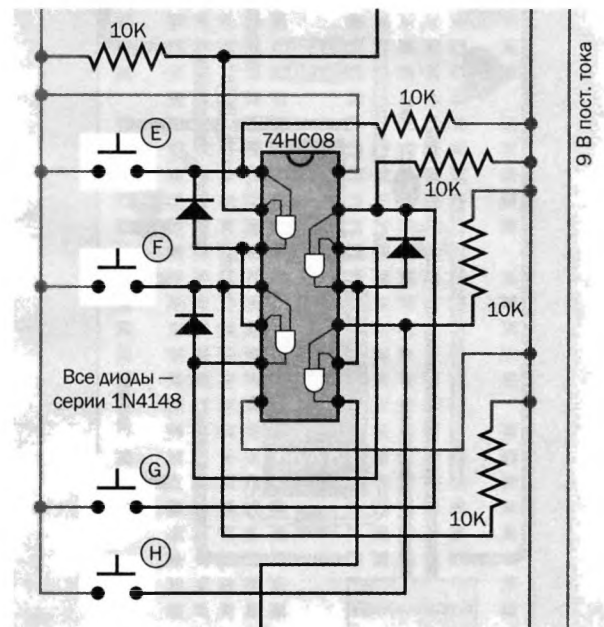 10K
10K
E
74HC08
10K
9 В пост. тока
F
10K
Все диоды —
серии 1N4148
G
10K
H